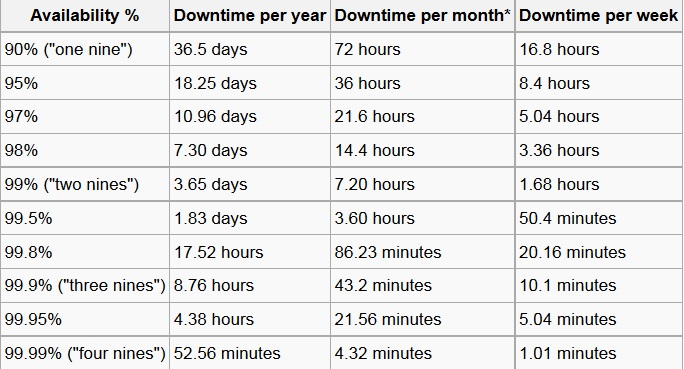 Availability % Downtime per year Downtime per month* Downtime per week
90% ("one nine") 36.5 days 72 hours 16.8 hours
95% 18.25 days 36 hours 8.4 hours
97% 10.96 days 21.6 hours 5.04 hours
98% 7.30 days 14.4 hours 3.36 hours
99% ("two nines") 3.65 days 7.20 hours 1.68 hours
99.5% 1.83 days 3.60 hours 50.4 minutes
99.8% 17.52 hours 86.23 minutes 20.16 minutes
99.9% ("three nines") 8.76 hours 43.2 minutes 10.1 minutes
99.95% 4.38 hours 21.56 minutes 5.04 minutes
99.99% ("four nines") 52.56 minutes 4.32 minutes 1.01 minutes